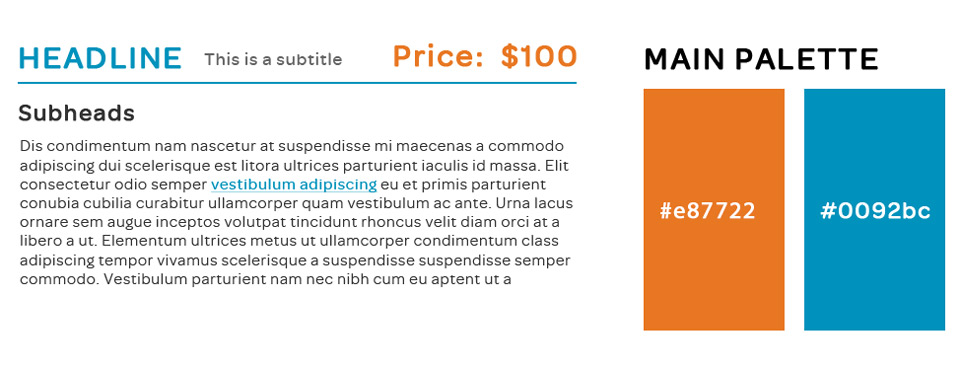 HEADLINE This is a subtitle Price: $100
Subheads
Dis condimentum nam nascetur at suspendisse mi maecenas a commodo
adipiscing dui scelerisque est litora ultrices parturient iaculis id massa. Elit
consectetur odio semper vestibulum adipiscing eu et primis parturient
conubia cubilia curabitur ullamcorper quam vestibulum ac ante. Urna lacus
ornare sem augue inceptos volutpat tincidunt rhoncus velit diam orci at a
libero a ut. Elementum ultrices metus ut ullamcorper condimentum class
adipiscing tempor vivamus scelerisque a suspendisse suspendisse semper
commodo. Vestibulum parturient nam nec nibh cum eu aptent ut a
MAIN PALETTE
#e87722
#0092bc